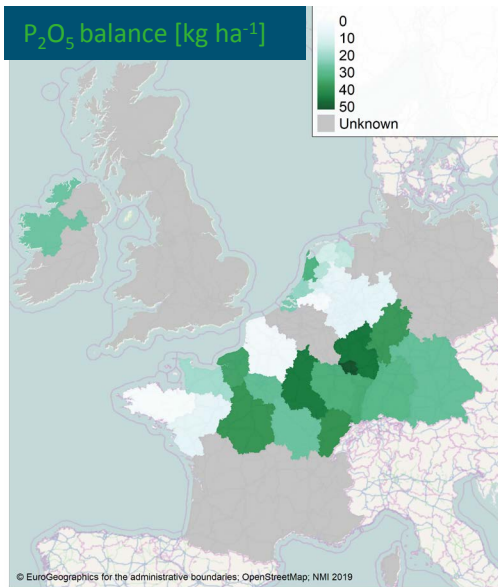 P₂O₅ balance [kg ha⁻¹]
0
10
20
30
40
50
Unknown
© EuroGeographics for the administrative boundaries; OpenStreetMap; NMI 2019